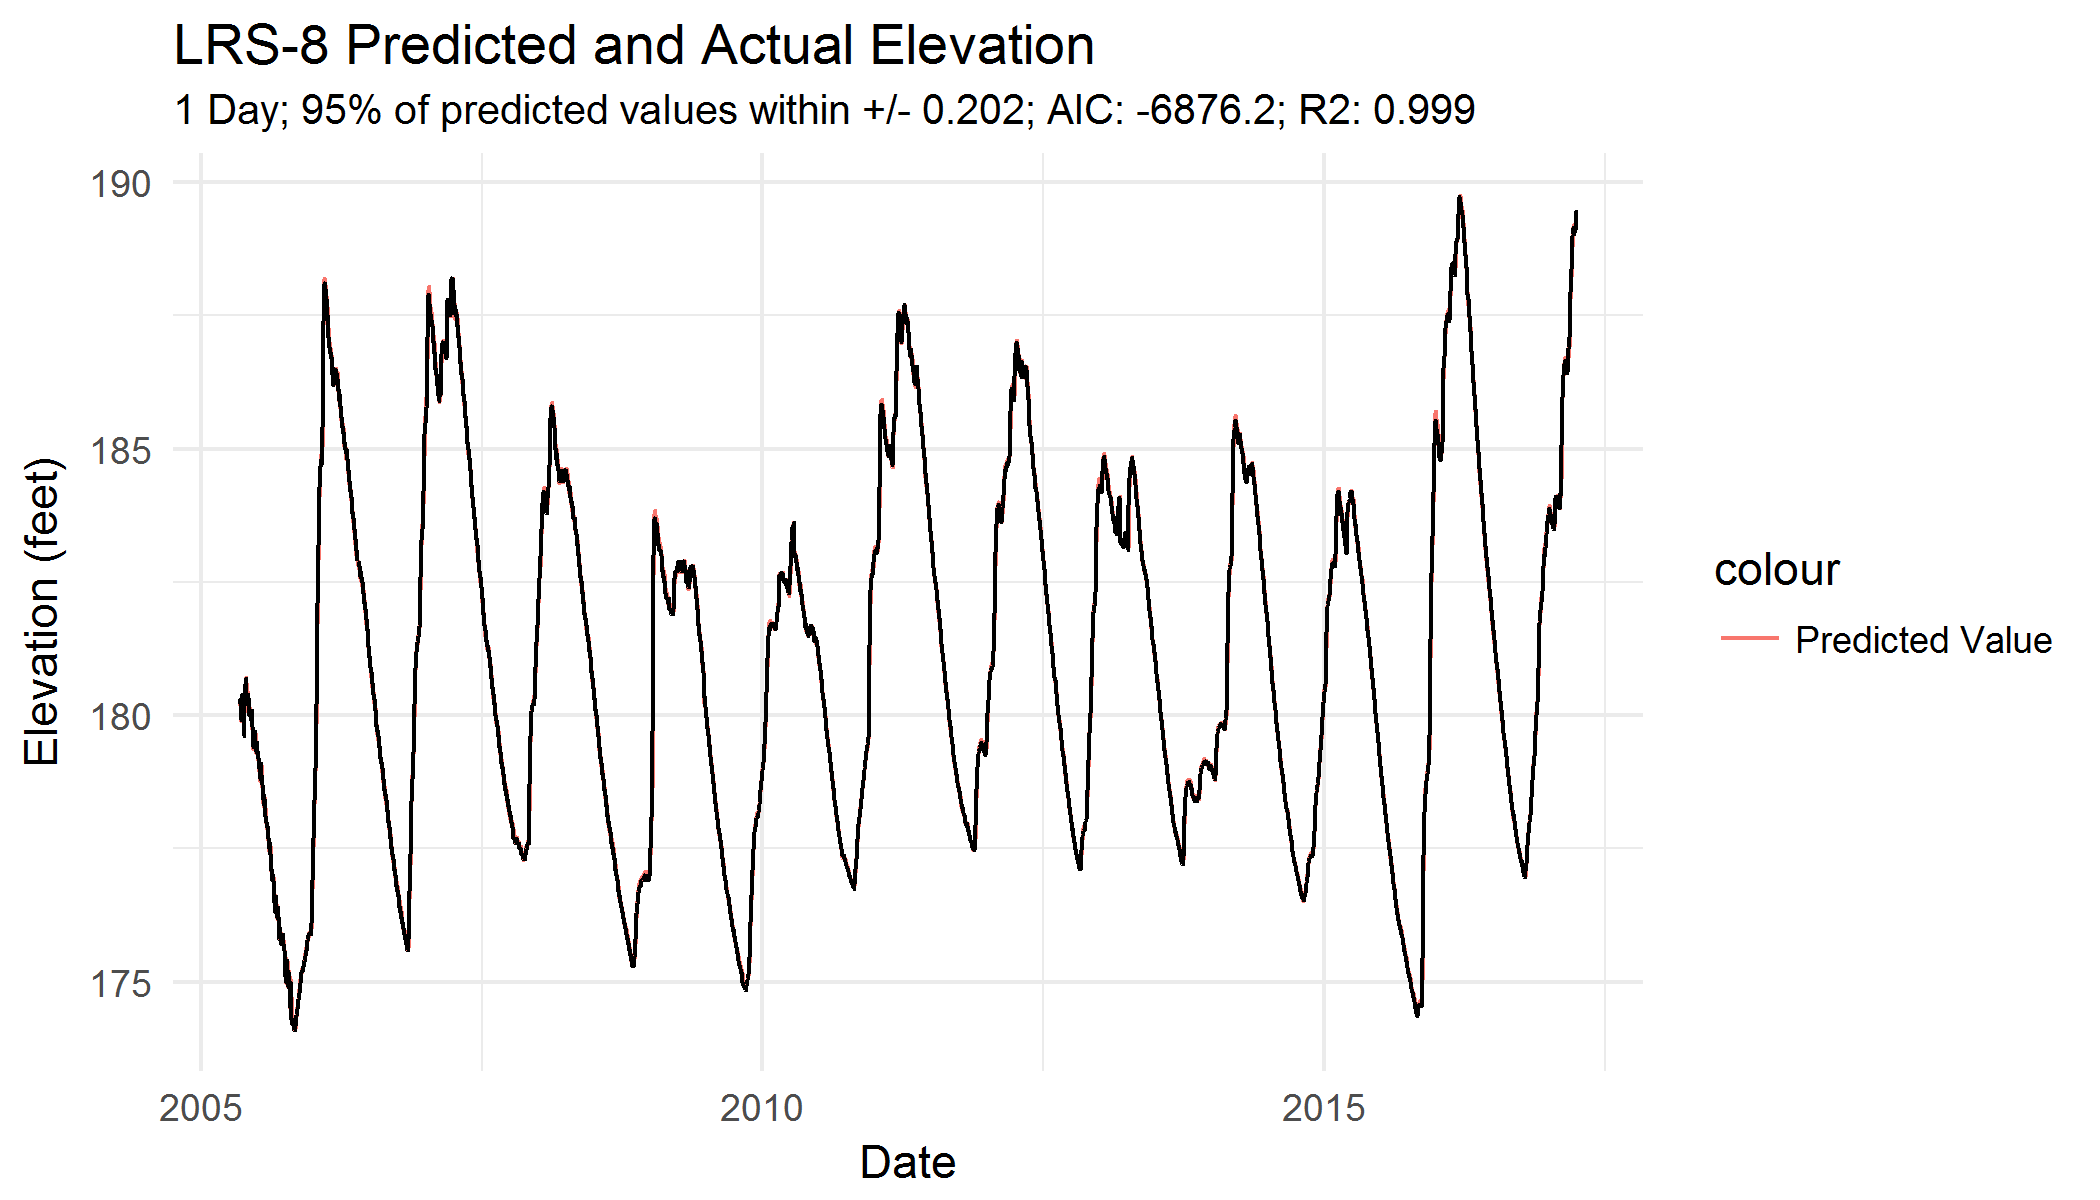 LRS-8 Predicted and Actual Elevation
1 Day; 95% of predicted values within +/- 0.202; AIC: -6876.2; R2: 0.999
190
185
180
175
Elevation (feet)
2005
2010
2015
Date
colour
Predicted Value